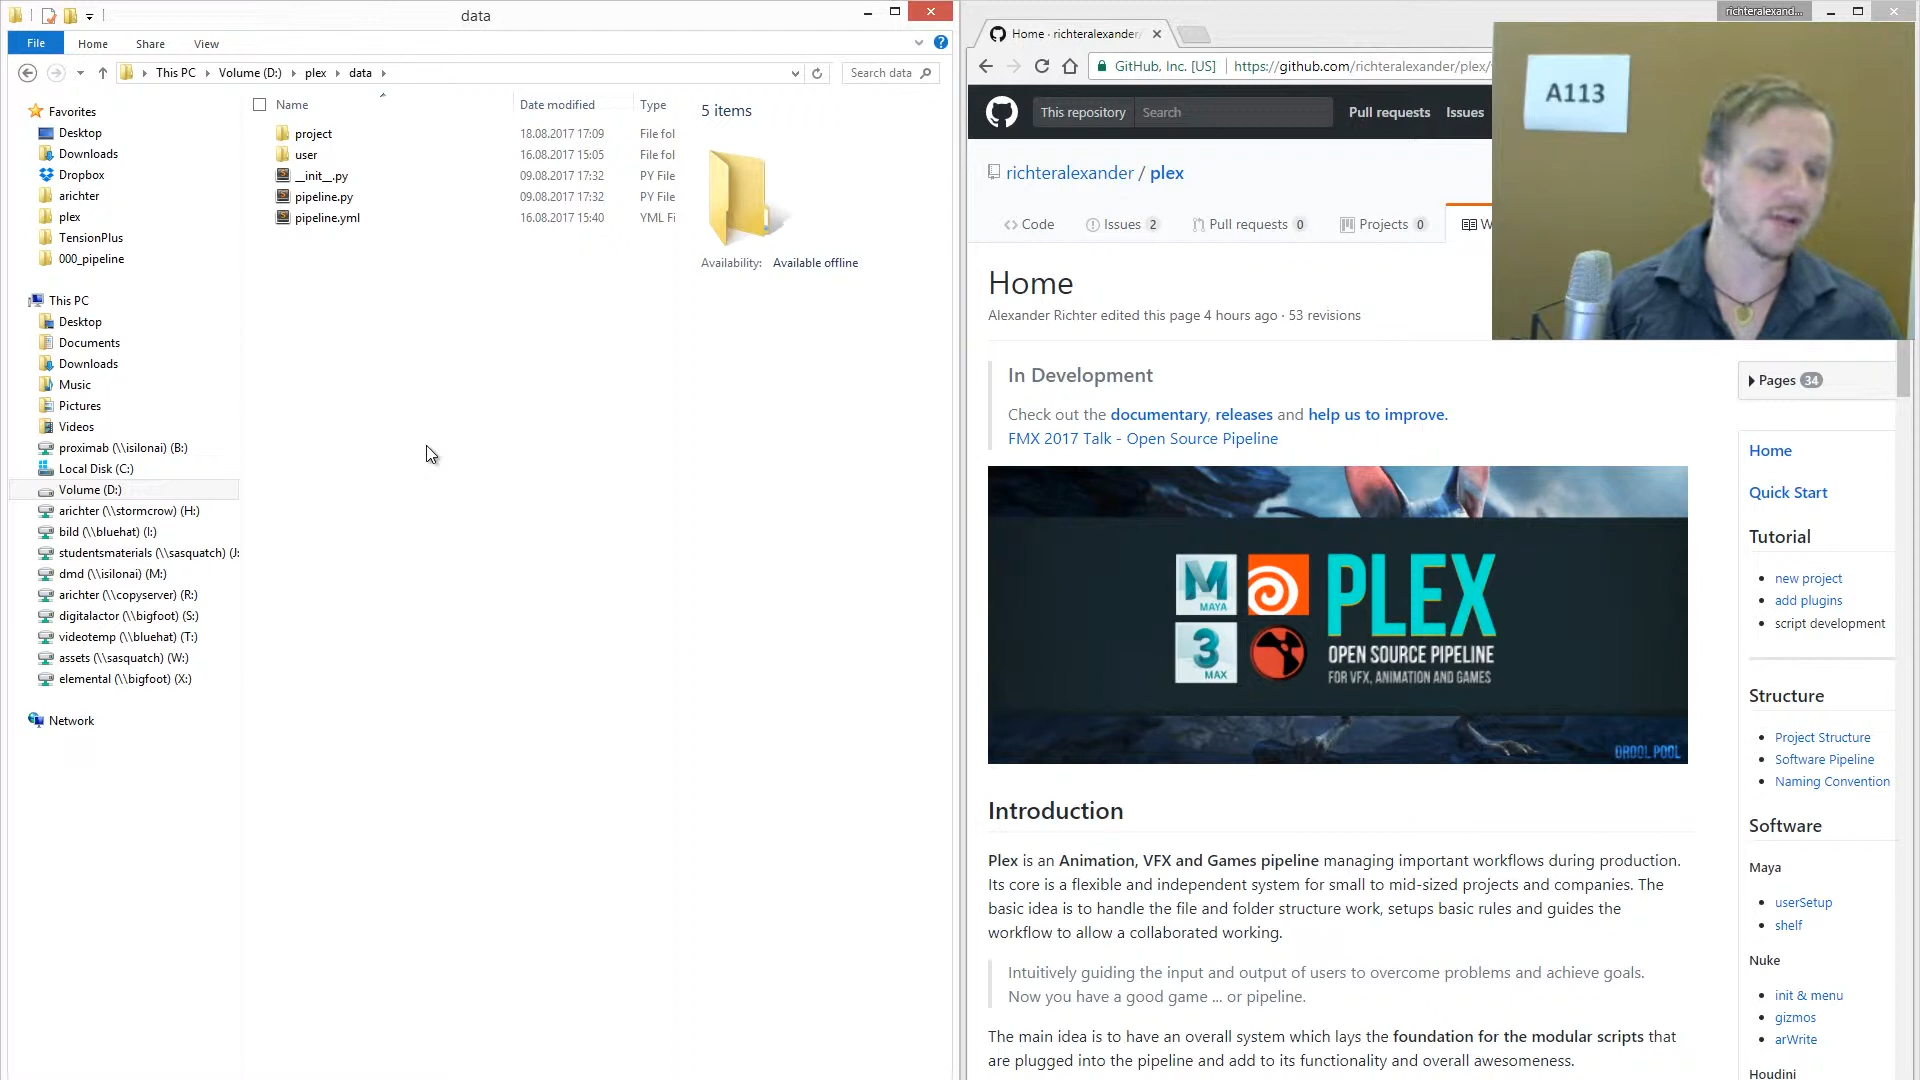 data
File
Home
Share
View
This PC
Volume (D:)
plex
data
Search data
Favorites
Desktop
Downloads
Dropbox
arichter
plex
TensionPlus
000_pipeline
This PC
Desktop
Documents
Downloads
Music
Pictures
Videos
proximab (\\isilonai) (B:)
Local Disk (C:)
Volume (D:)
arichter (\\stormcrow) (H:)
bild (\\bluehat) (I:)
studentsmaterials (\\sasquatch) (J:
dmd (\\isilonai) (M:)
arichter (\\copyserver) (R:)
digitalactor (\\bigfoot) (S:)
videotemp (\\bluehat) (T:)
assets (\\sasquatch) (W:)
elemental (\\bigfoot) (X:)
Network
Name Date modified Type
project 18.08.2017 17:09 File fol
user 16.08.2017 15:05 File fol
__init__.py 09.08.2017 17:32 PY File
pipeline.py 09.08.2017 17:32 PY File
pipeline.yml 16.08.2017 15:40 YML Fi
5 items
Availability: Available offline
richteralexand...
Home · richteralexander/
GitHub, Inc. [US] https://github.com/richteralexander/plex/
This repository Search Pull requests Issues
A113
richteralexander / plex
Code Issues 2 Pull requests 0 Projects 0 W
Home
Alexander Richter edited this page 4 hours ago · 53 revisions
In Development
Check out the documentary, releases and help us to improve.
FMX 2017 Talk - Open Source Pipeline
M
MAYA
3
MAX
PLEX
OPEN SOURCE PIPELINE
FOR VFX, ANIMATION AND GAMES
DROOL POOL
Introduction
Plex is an Animation, VFX and Games pipeline managing important workflows during production.
Its core is a flexible and independent system for small to mid-sized projects and companies. The
basic idea is to handle the file and folder structure work, setups basic rules and guides the
workflow to allow a collaborated working.
Intuitively guiding the input and output of users to overcome problems and achieve goals.
Now you have a good game ... or pipeline.
The main idea is to have an overall system which lays the foundation for the modular scripts that
are plugged into the pipeline and add to its functionality and overall awesomeness.
Pages 34
Home
Quick Start
Tutorial
new project
add plugins
script development
Structure
Project Structure
Software Pipeline
Naming Convention
Software
Maya
userSetup
shelf
Nuke
init & menu
gizmos
arWrite
Houdini